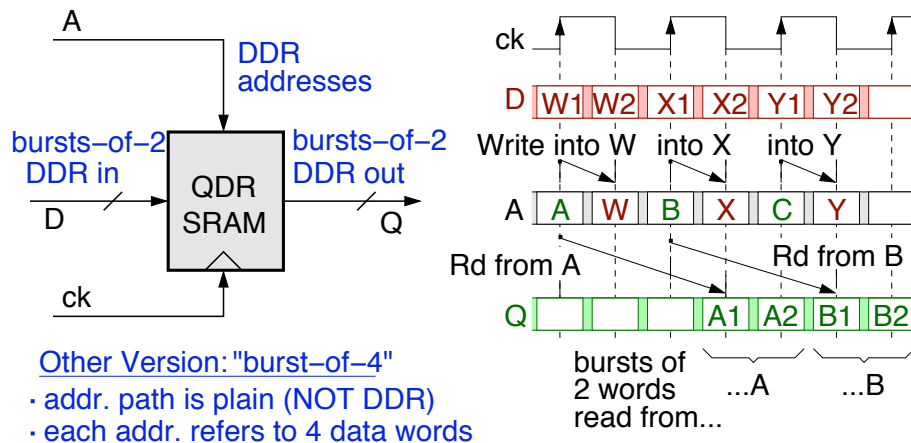 A
DDR
addresses
bursts-of-2
DDR in
bursts-of-2
DDR out
QDR
SRAM
D
Q
ck
Other Version: "burst-of-4"
· addr. path is plain (NOT DDR)
· each addr. refers to 4 data words
ck
D W1 W2 X1 X2 Y1 Y2
Write into W into X into Y
A A W B X C Y
Rd from A Rd from B
Q A1 A2 B1 B2
bursts of
2 words
read from...
...A ...B